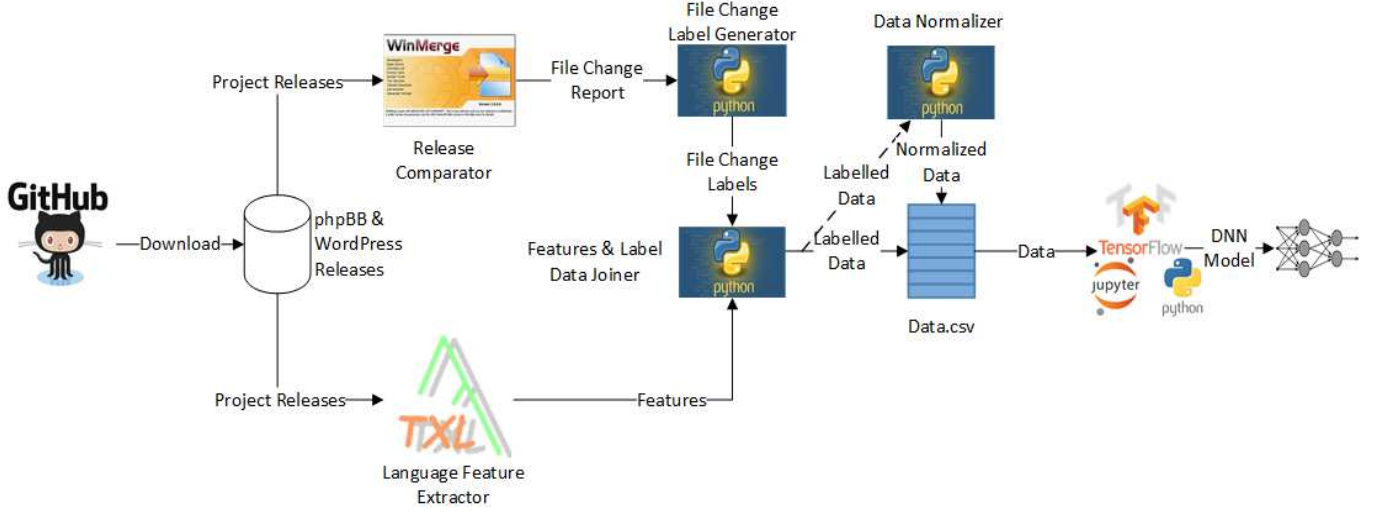 File Change
Label Generator
Data Normalizer
WinMerge
Project Releases
File Change
Report
python
python
Release
Comparator
File Change
Labels
Normalized
Data
Labelled
Data
GitHub
Download
phpBB &
WordPress
Releases
Features & Label
Data Joiner
python
Labelled
Data
Data.csv
Data
TensorFlow
jupyter
python
DNN
Model
Project Releases
TXL
Features
Language Feature
Extractor